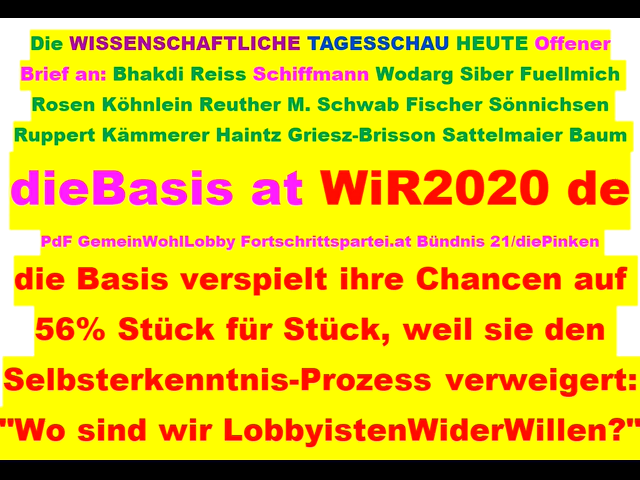 Die WISSENSCHAFTLICHE TAGESSCHAU HEUTE Offener
Brief an: Bhakdi Reiss Schiffmann Wodarg Siber Fuellmich
Rosen Köhnlein Reuther M. Schwab Fischer Sönnichsen
Ruppert Kämmerer Haintz Griesz-Brisson Sattelmaier Baum
dieBasis at WiR2020 de
PdF GemeinWohlLobby Fortschrittspartei.at Bündnis 21/diePinken
die Basis verspielt ihre Chancen auf
56% Stück für Stück, weil sie den
Selbsterkenntnis-Prozess verweigert:
"Wo sind wir LobbyistenWiderWillen?"